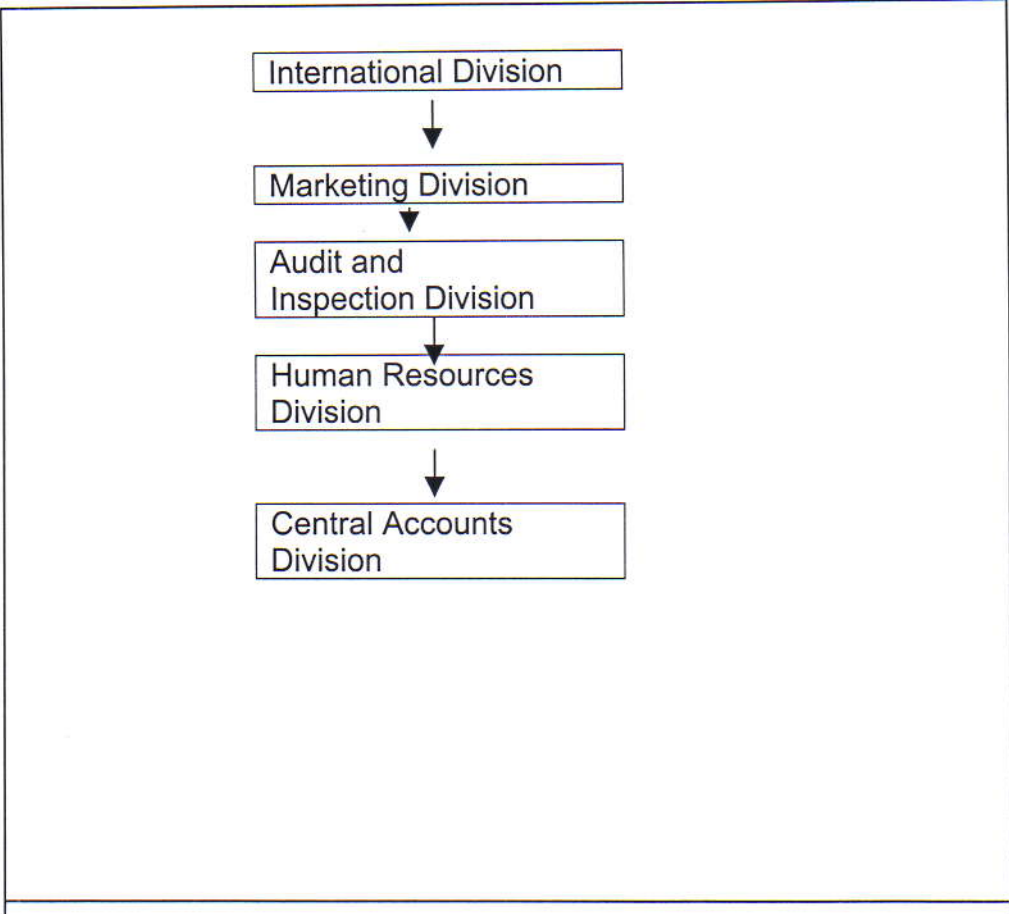 International Division
Marketing Division
Audit and
Inspection Division
Human Resources
Division
Central Accounts
Division